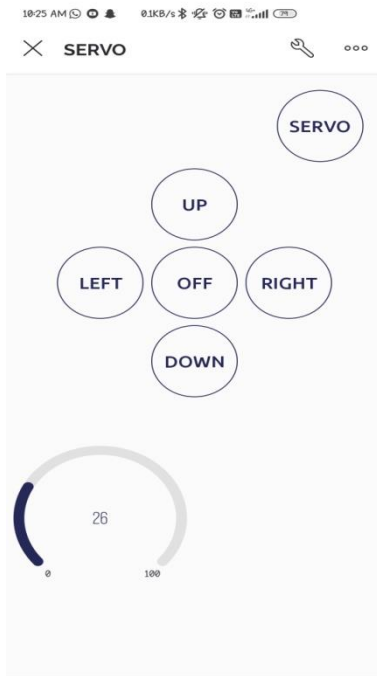 10:25 AM 0.1KB/s
SERVO
SERVO
UP
LEFT OFF RIGHT
DOWN
26
0 100